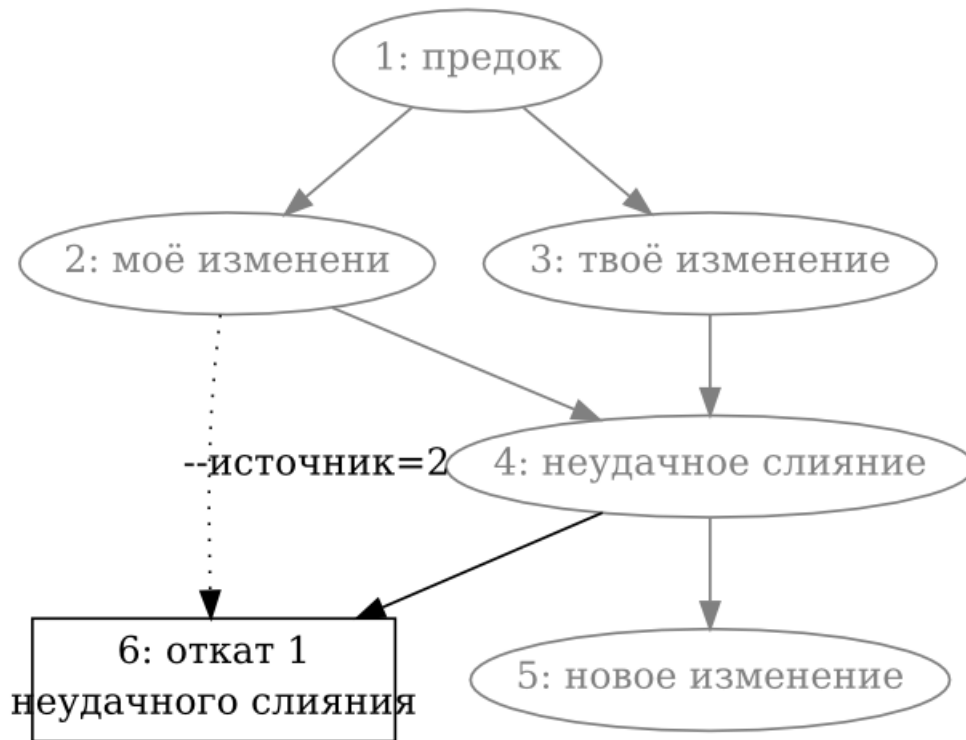 1: предок
2: моё изменени
3: твоё изменение
--источник=2
4: неудачное слияние
6: откат 1
неудачного слияния
5: новое изменение